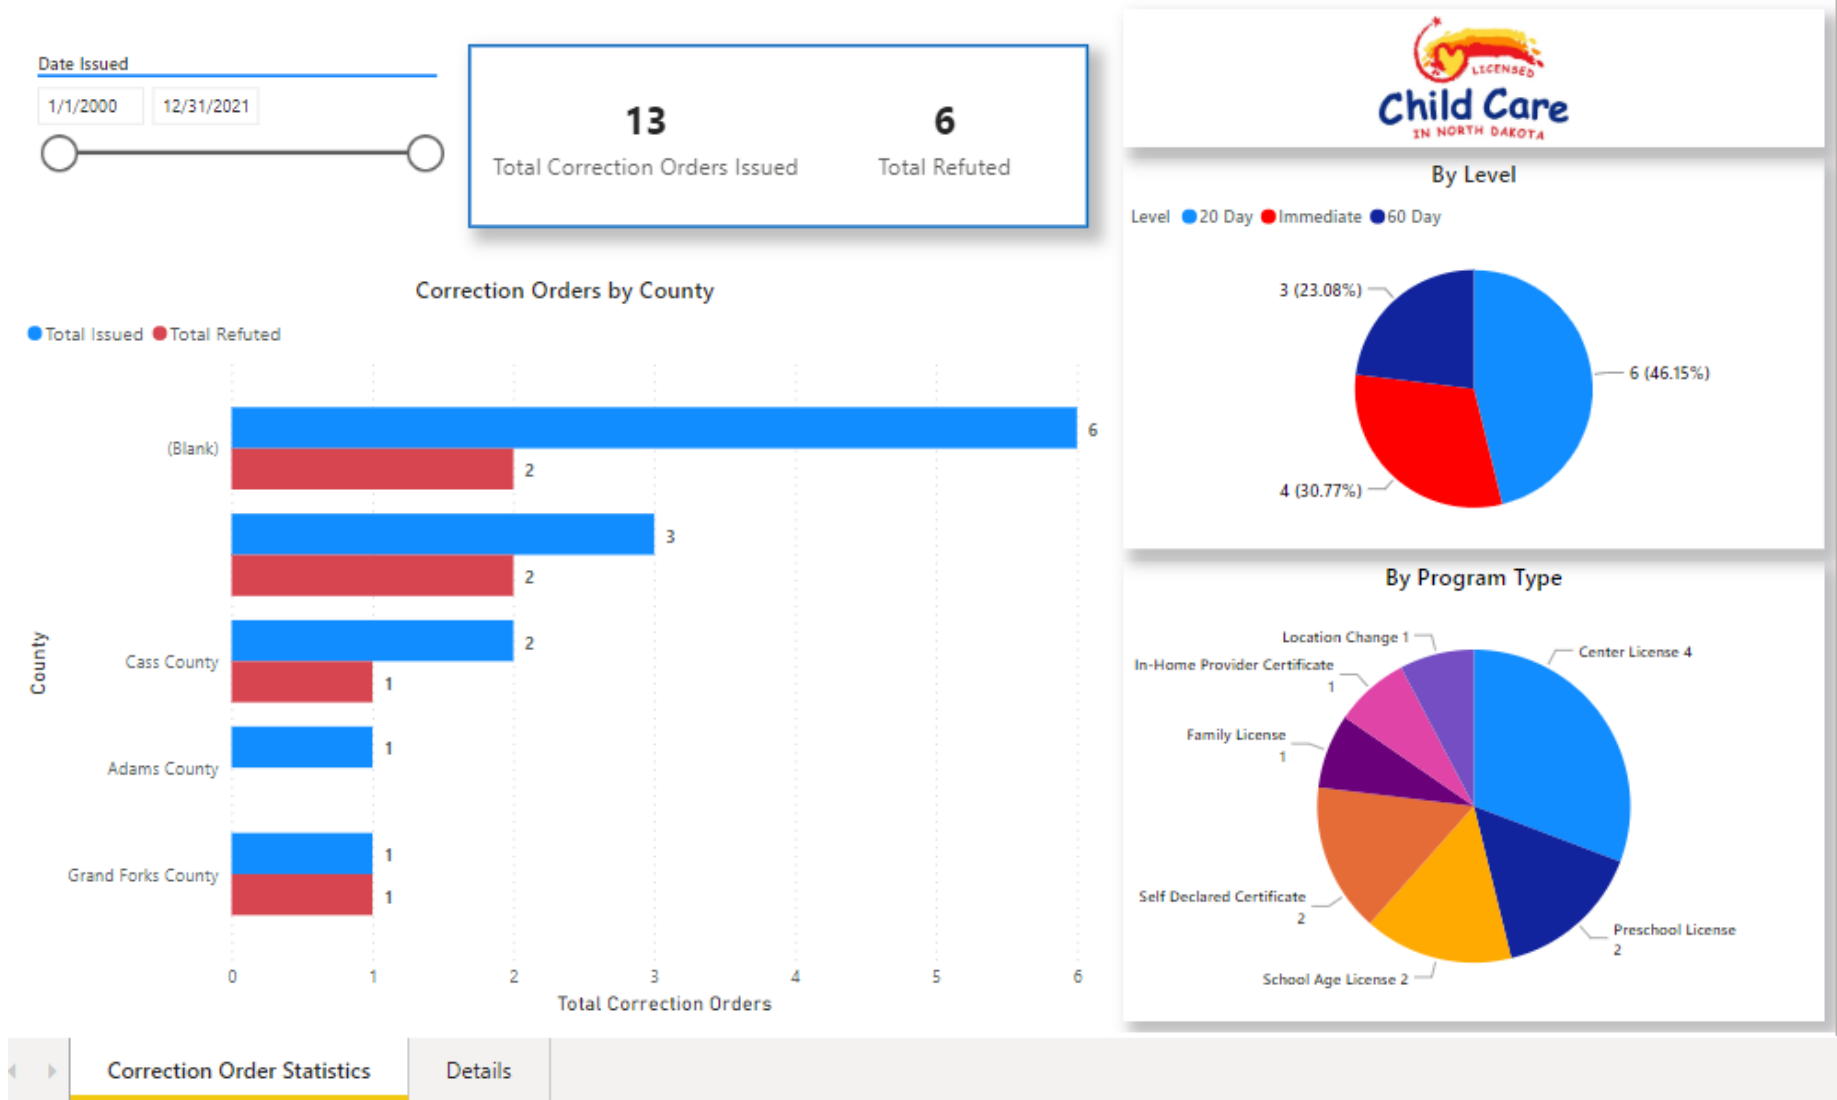 Date Issued
1/1/2000
12/31/2021
13
Total Correction Orders Issued
6
Total Refuted
LICENSED
Child Care
IN NORTH DAKOTA
Correction Orders by County
Total Issued
Total Refuted
County
(Blank)
6
2
3
2
Cass County
2
1
Adams County
1
Grand Forks County
1
1
0 1 2 3 4 5 6
Total Correction Orders
By Level
Level 20 Day Immediate 60 Day
3 (23.08%)
6 (46.15%)
4 (30.77%)
By Program Type
Location Change 1
Center License 4
In-Home Provider Certificate
1
Family License
1
Self Declared Certificate
2
Preschool License
2
School Age License 2
Correction Order Statistics
Details